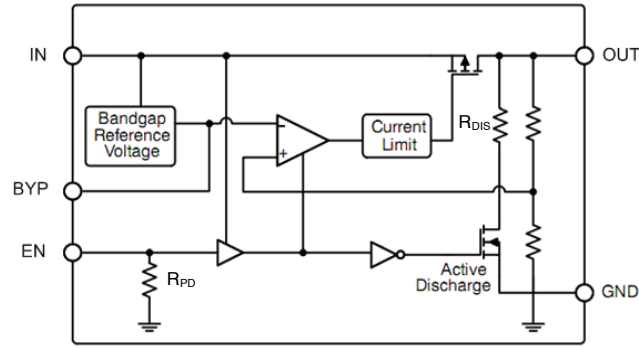 IN
OUT
Bandgap
Reference
Voltage
-
+
Current
Limit
RDIS
BYP
EN
RPD
Active
Discharge
GND